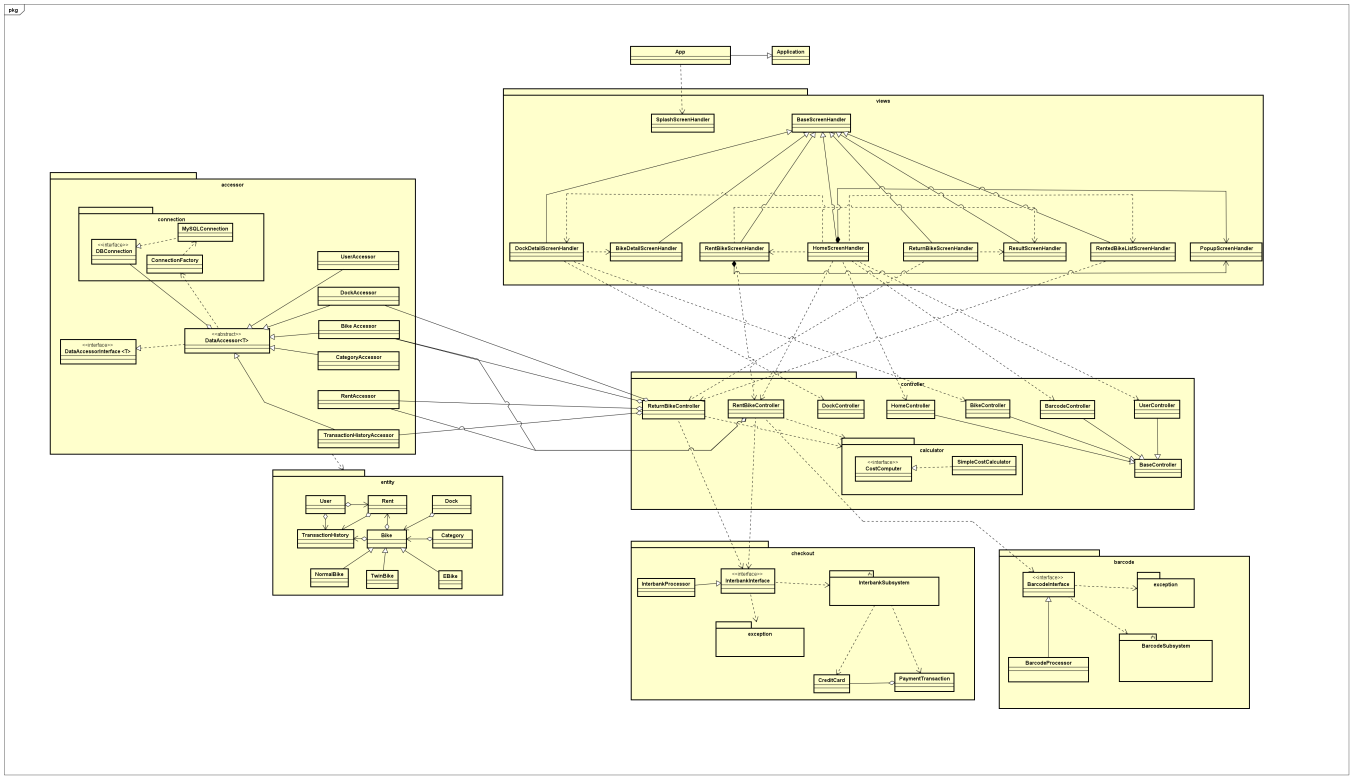 pkg
App
Application
views
SplashScreenHandler
BaseScreenHandler
DockDetailScreenHandler
BikeDetailScreenHandler
RentBikeScreenHandler
HomeScreenHandler
ReturnBikeScreenHandler
ResultScreenHandler
RentedBikeListScreenHandler
PopupScreenHandler
accessor
connection
MySQLConnection
<<interface>>
DBConnection
ConnectionFactory
UserAccessor
DockAccessor
<<abstract>>
DataAccessor<T>
Bike Accessor
<<interface>>
DataAccessorInterface <T>
CategoryAccessor
RentAccessor
TransactionHistoryAccessor
controller
ReturnBikeController
RentBikeController
DockController
HomeController
BikeController
BarcodeController
UserController
calculator
<<interface>>
CostComputer
SimpleCostCalculator
BaseController
entity
User
Rent
Dock
TransactionHistory
Bike
Category
NormalBike
TwinBike
EBike
checkout
InterbankProcessor
<<interface>>
InterbankInterface
InterbankSubsystem
exception
CreditCard
PaymentTransaction
barcode
<<interface>>
BarcodeInterface
exception
BarcodeSubsystem
BarcodeProcessor